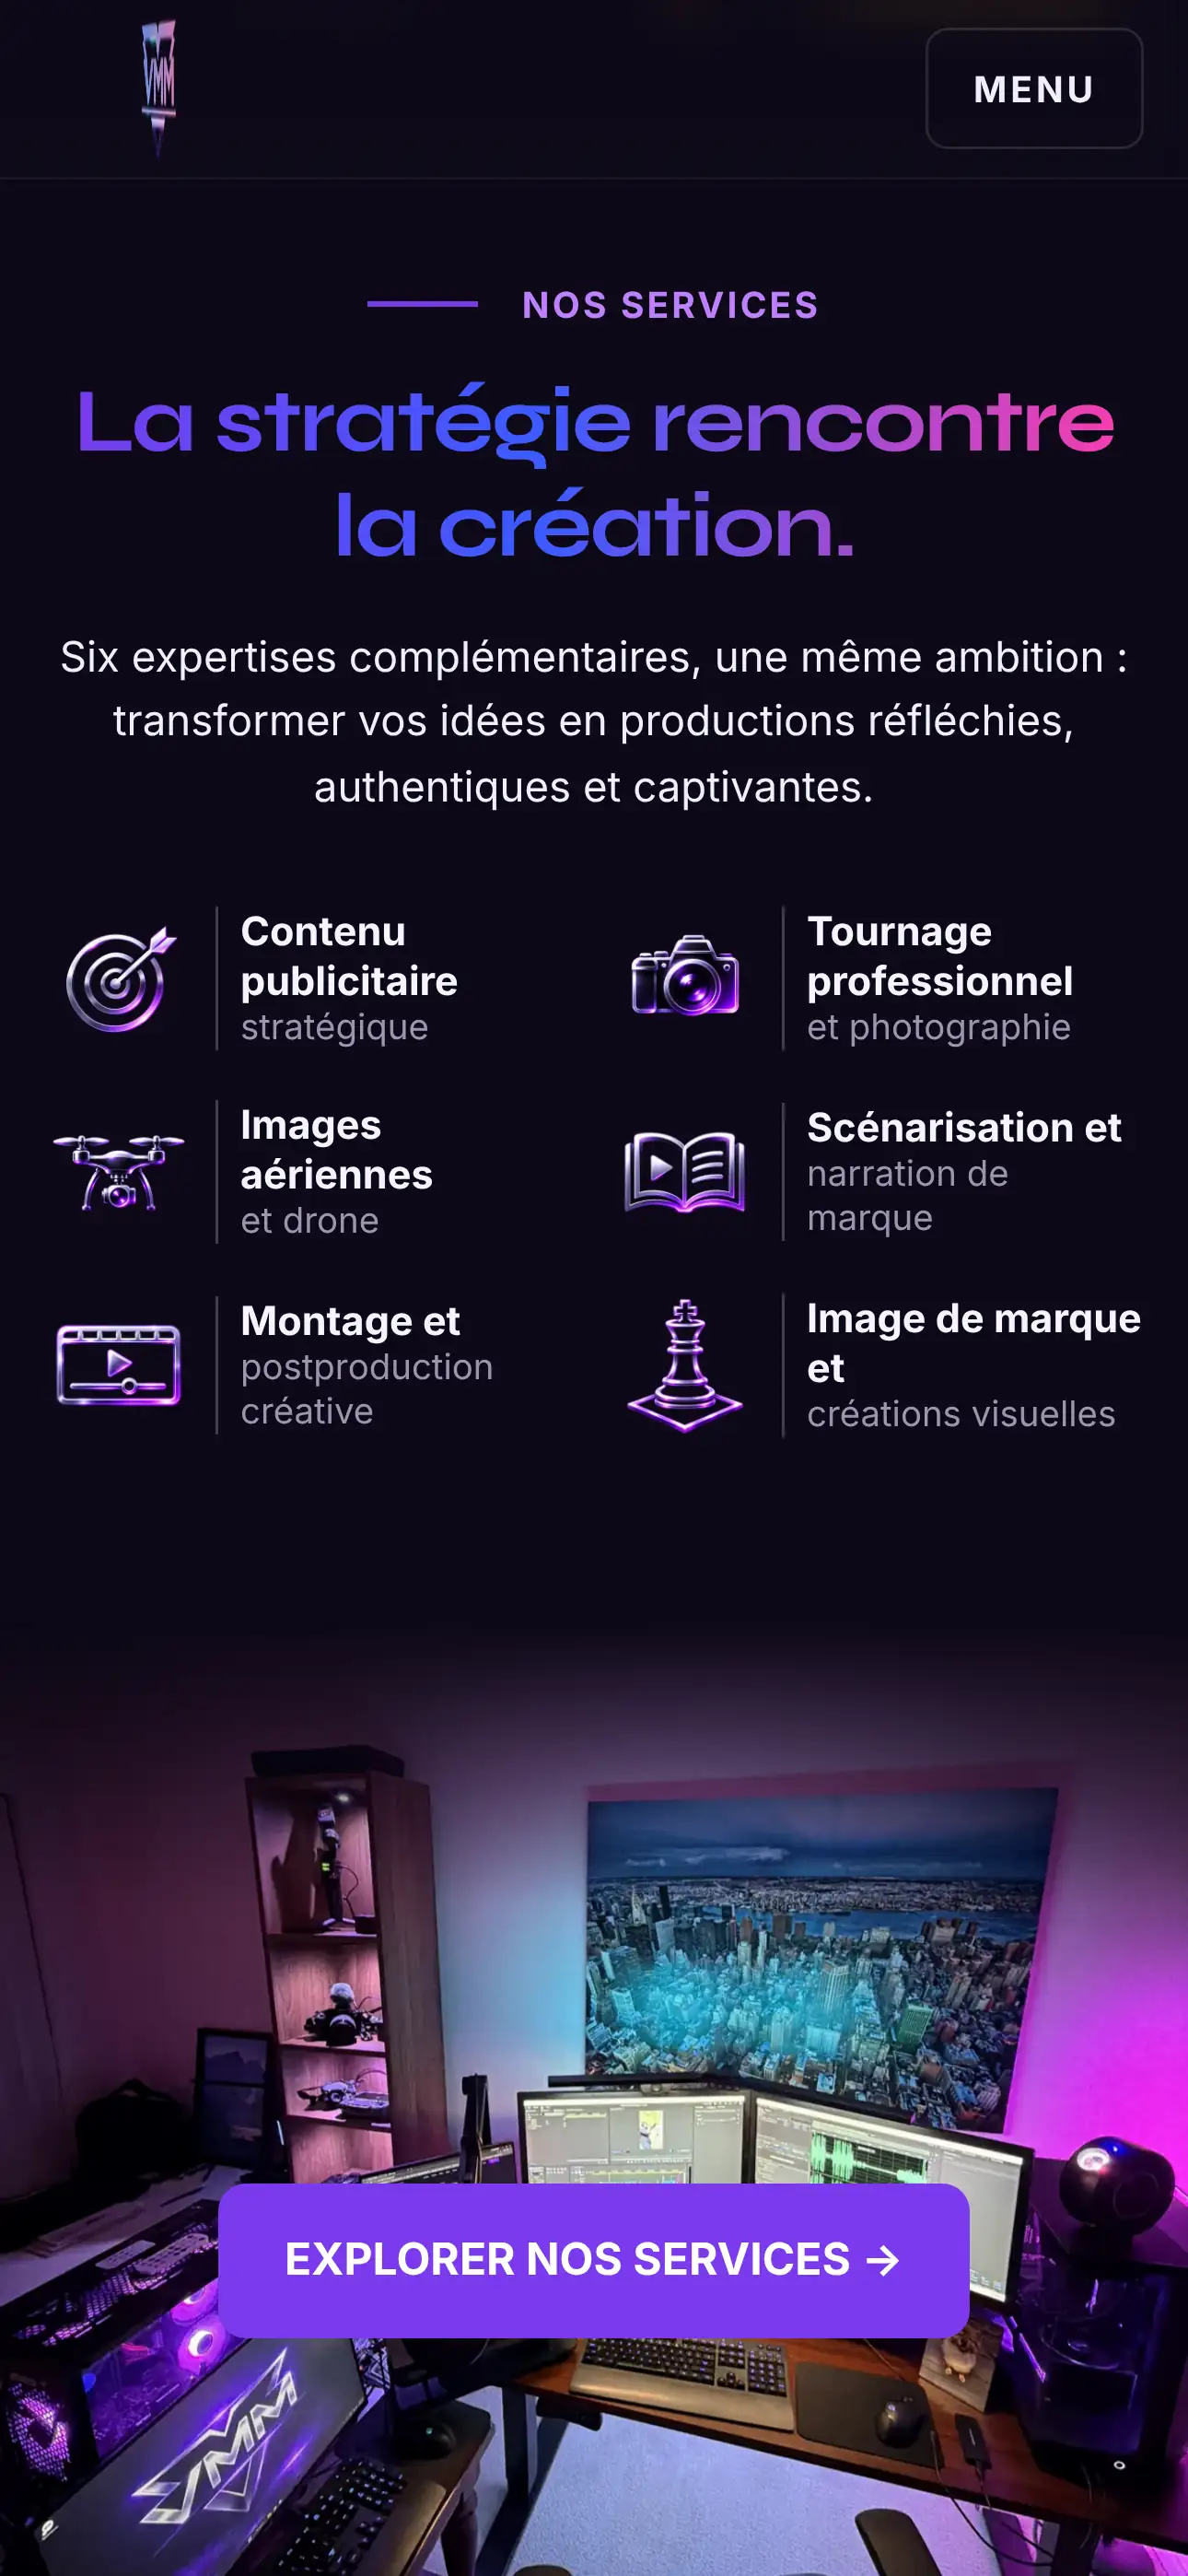 VMM
MENU
NOS SERVICES
La stratégie rencontre
la création.
Six expertises complémentaires, une même ambition :
transformer vos idées en productions réfléchies,
authentiques et captivantes.
Contenu
publicitaire
stratégique
Tournage
professionnel
et photographie
Images
aériennes
et drone
Scénarisation et
narration de
marque
Montage et
postproduction
créative
Image de marque
et
créations visuelles
EXPLORER NOS SERVICES →
VMM